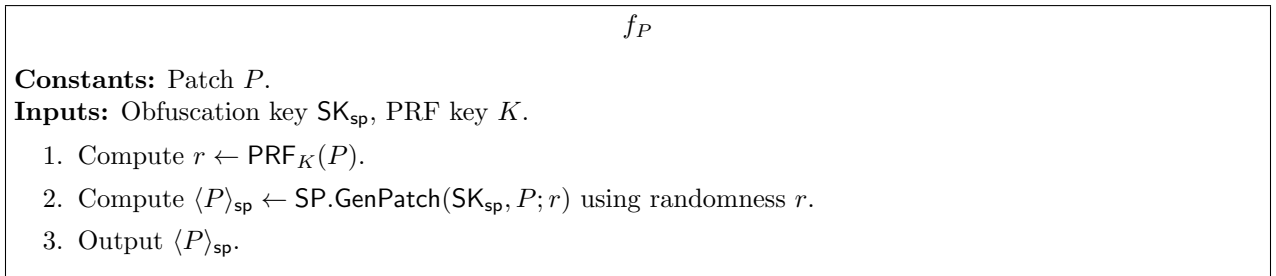 f_P
Constants: Patch P.
Inputs: Obfuscation key SK_sp, PRF key K.
1. Compute r ← PRF_K(P).
2. Compute ⟨P⟩_sp ← SP.GenPatch(SK_sp, P; r) using randomness r.
3. Output ⟨P⟩_sp.